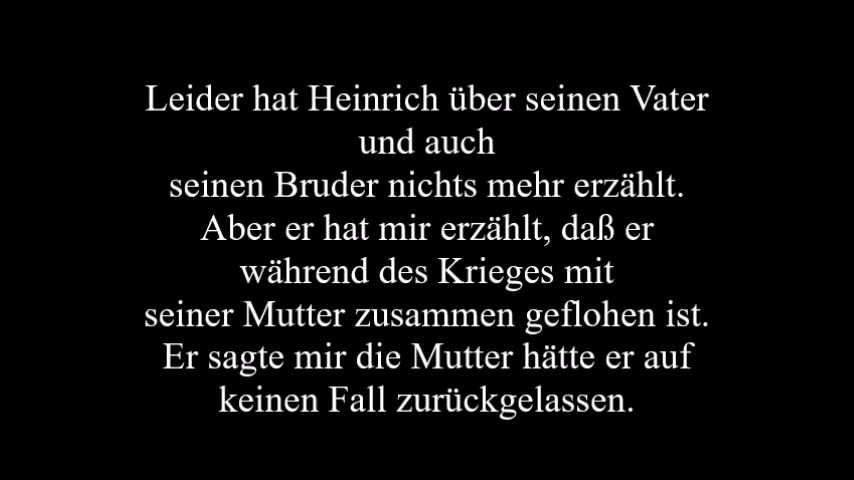 Leider hat Heinrich über seinen Vater
und auch
seinen Bruder nichts mehr erzählt.
Aber er hat mir erzählt, daß er
während des Krieges mit
seiner Mutter zusammen geflohen ist.
Er sagte mir die Mutter hätte er auf
keinen Fall zurückgelassen.